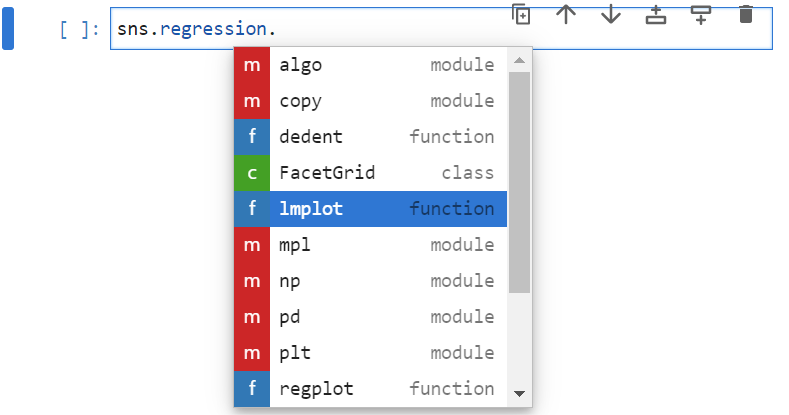 [ ]: sns.regression.
m algo module
m copy module
f dedent function
c FacetGrid class
f lmplot function
m mpl module
m np module
m pd module
m plt module
f regplot function